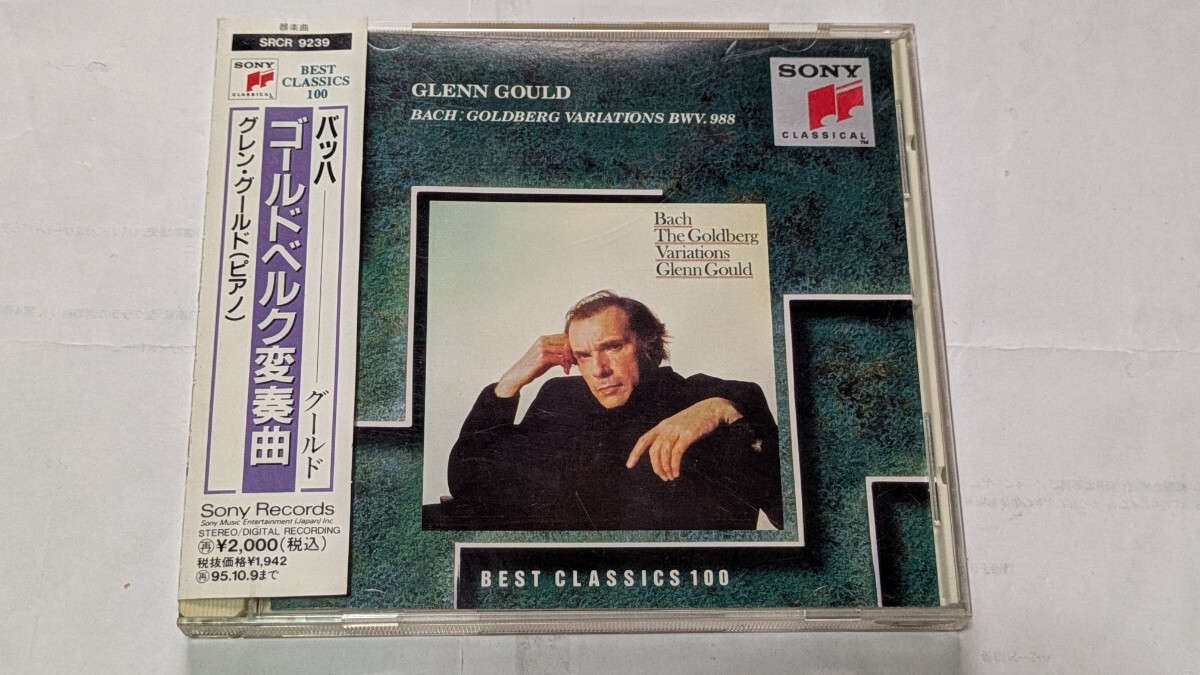 器楽曲
SRCR 9239
SONY
CLASSICAL
BEST
CLASSICS
100
バッハ
グールド
ゴールドベルク変奏曲
グレン・グールド(ピアノ)
Sony Records
Sony Music Entertainment (Japan) Inc.
STEREO/DIGITAL RECORDING
再¥2,000(税込)
税抜価格¥1,942
再95.10.9まで
GLENN GOULD
BACH: GOLDBERG VARIATIONS BWV. 988
SONY
CLASSICAL
TM
Bach
The Goldberg
Variations
Glenn Gould
BEST CLASSICS 100